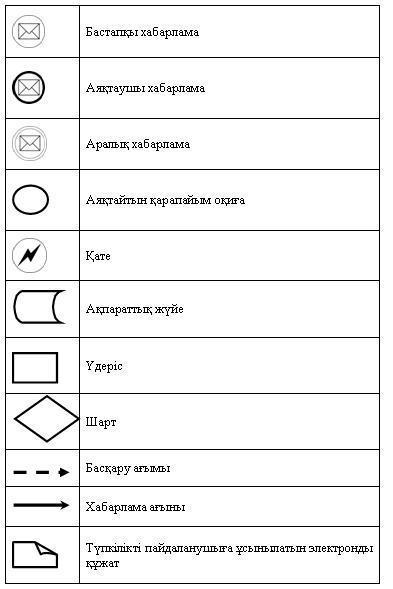 Бастапқы хабарлама
Аяқтаушы хабарлама
Аралық хабарлама
Аяқтайтын қарапайым оқиға
Қате
Ақпараттық жүйе
Үдеріс
Шарт
Басқару ағымы
Хабарлама ағыны
Түпкілікті пайдаланушыға ұсынылатын электронды
құжат